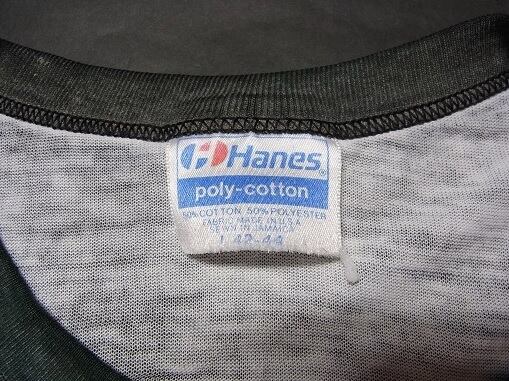 Hanes
poly-cotton
50% COTTON 50% POLYESTER
FABRIC MADE IN U.S.A
SEWN IN JAMAICA
L 42-44